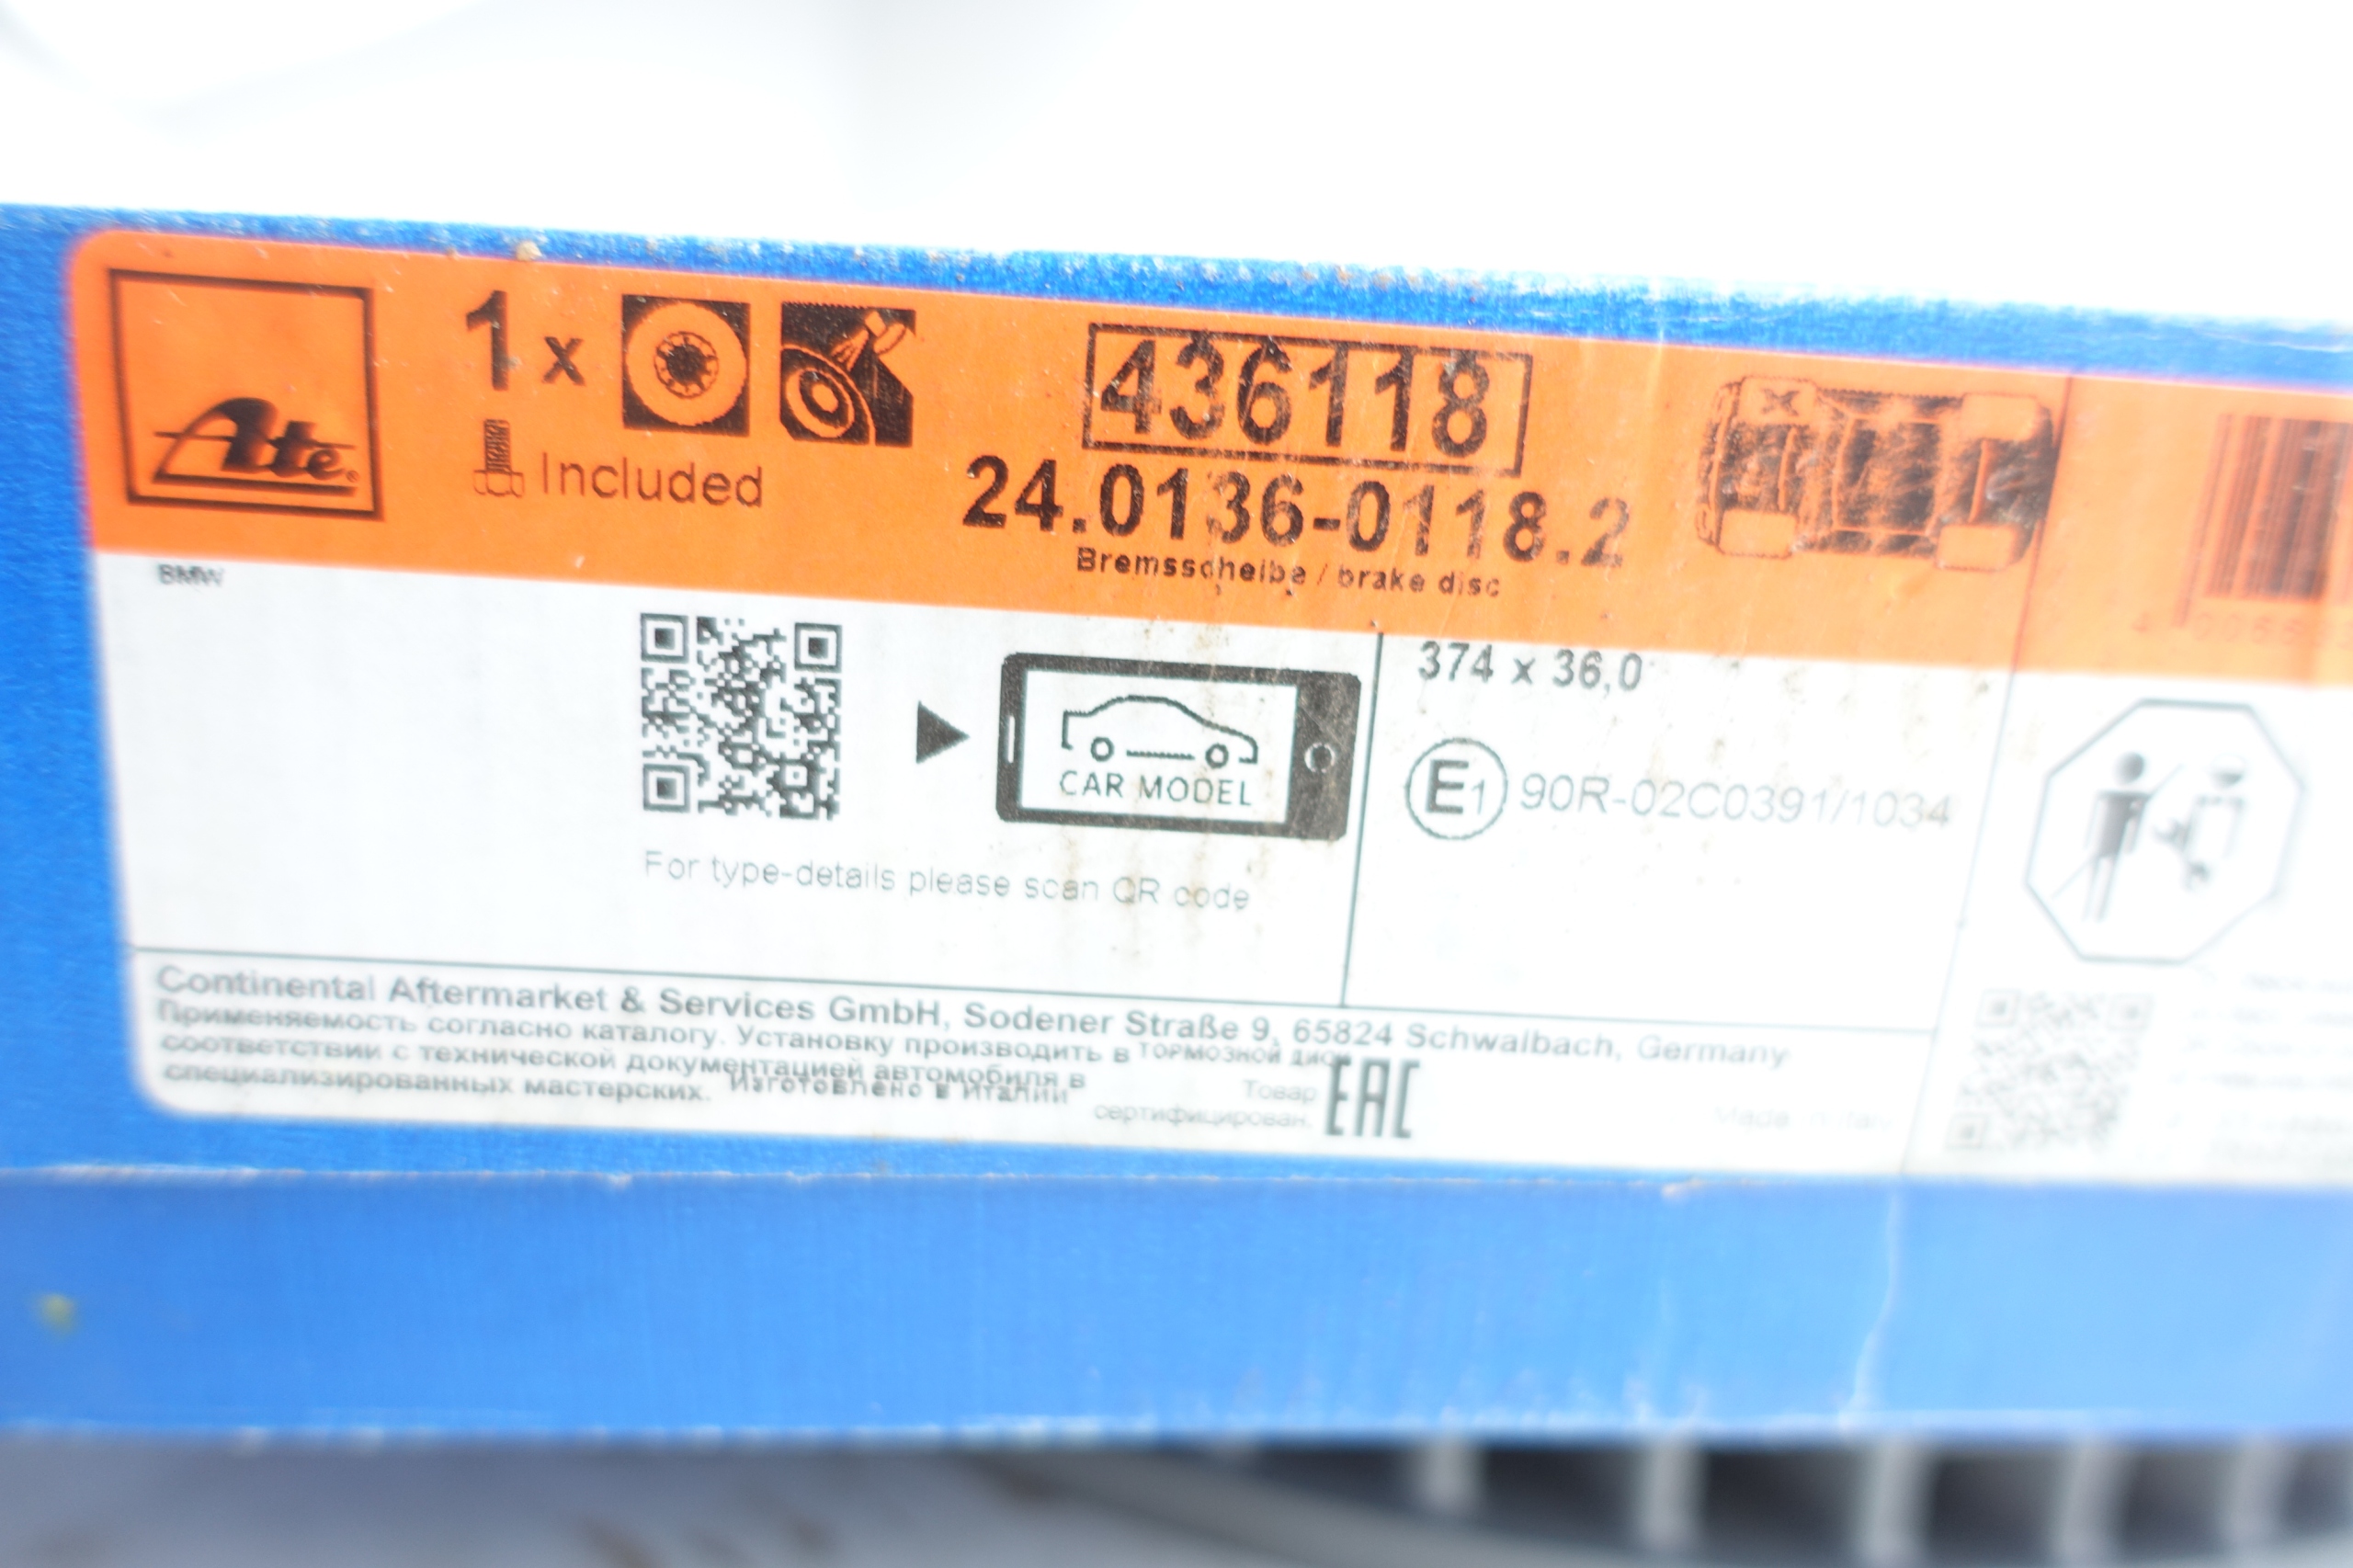 Ate
1 x
Included
436118
24.0136-0118.2
Bremsscheibe / brake disc
BMW
CAR MODEL
For type-details please scan QR code
374 x 36,0
E1 90R-02C0391/1034
Continental Aftermarket & Services GmbH, Sodener Straße 9, 65824 Schwalbach, Germany
Применяемость согласно каталогу. Установку производить в
соответствии с технической документацией автомобиля в
специализированных мастерских.
Изготовлено в Италии
тормозной диск
Товар
сертифицирован.
EAC
Made